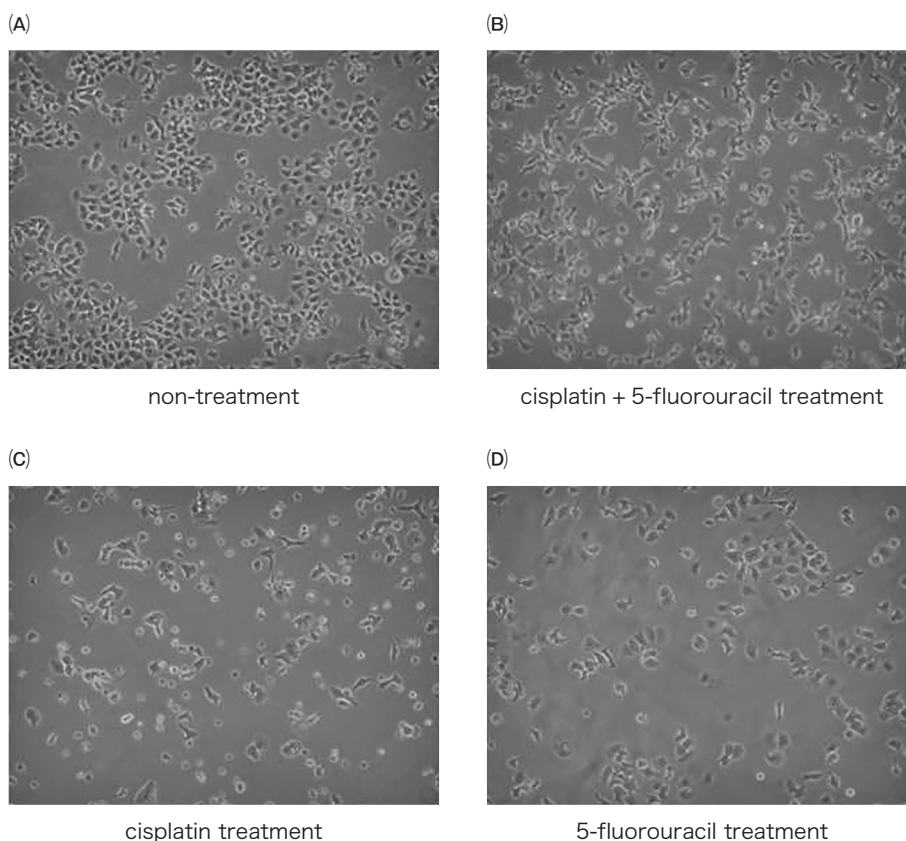 (A)
(B)
non-treatment
cisplatin + 5-fluorouracil treatment
(C)
(D)
cisplatin treatment
5-fluorouracil treatment